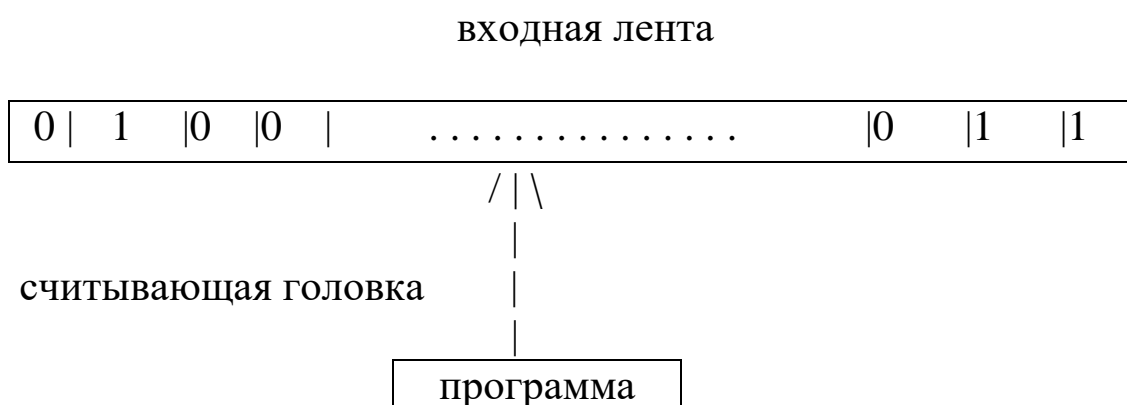 входная лента
0 | 1 |0 |0 | . . . . . . . . . . . . . . . |0 |1 |1
/ | \
|
считывающая головка |
|
программа